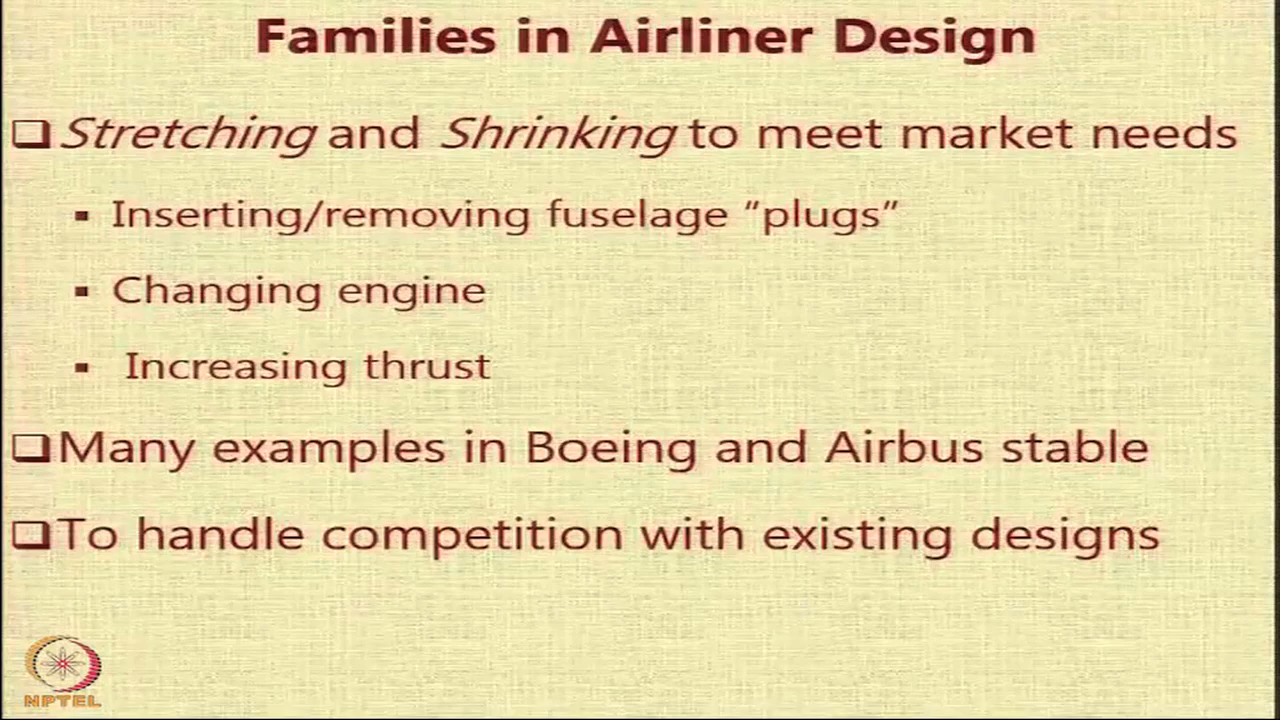 Families in Airliner Design
Stretching and Shrinking to meet market needs
Inserting/removing fuselage “plugs”
Changing engine
Increasing thrust
Many examples in Boeing and Airbus stable
To handle competition with existing designs
NPTEL